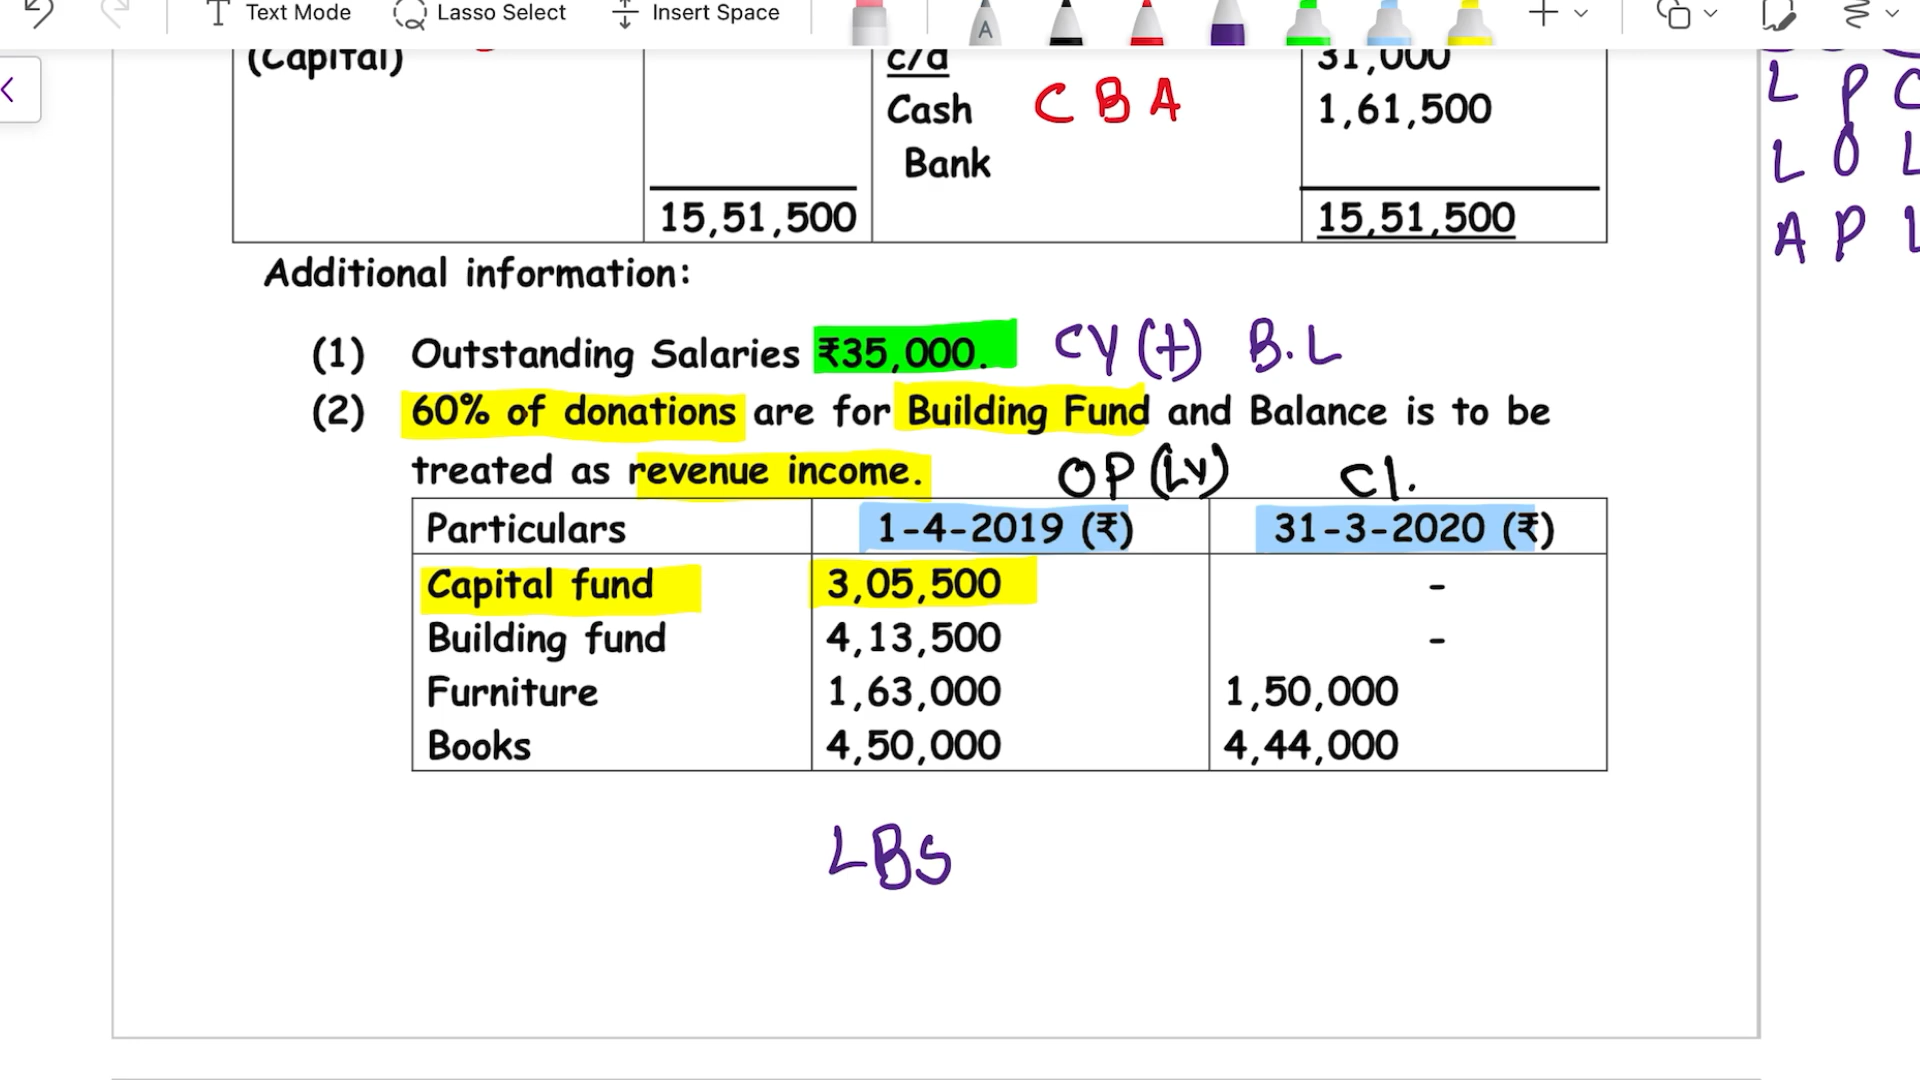 Text Mode Lasso Select Insert Space
A
(Capital) c/d 31,000
Cash C B A 1,61,500
Bank
15,51,500 15,51,500
L P C
L O L
A P L
Additional information:
(1) Outstanding Salaries ₹35,000. CY (+) B.L
(2) 60% of donations are for Building Fund and Balance is to be
treated as revenue income. OP (LY) Cl.
Particulars 1-4-2019 (₹) 31-3-2020 (₹)
Capital fund 3,05,500 -
Building fund 4,13,500 -
Furniture 1,63,000 1,50,000
Books 4,50,000 4,44,000
LBS